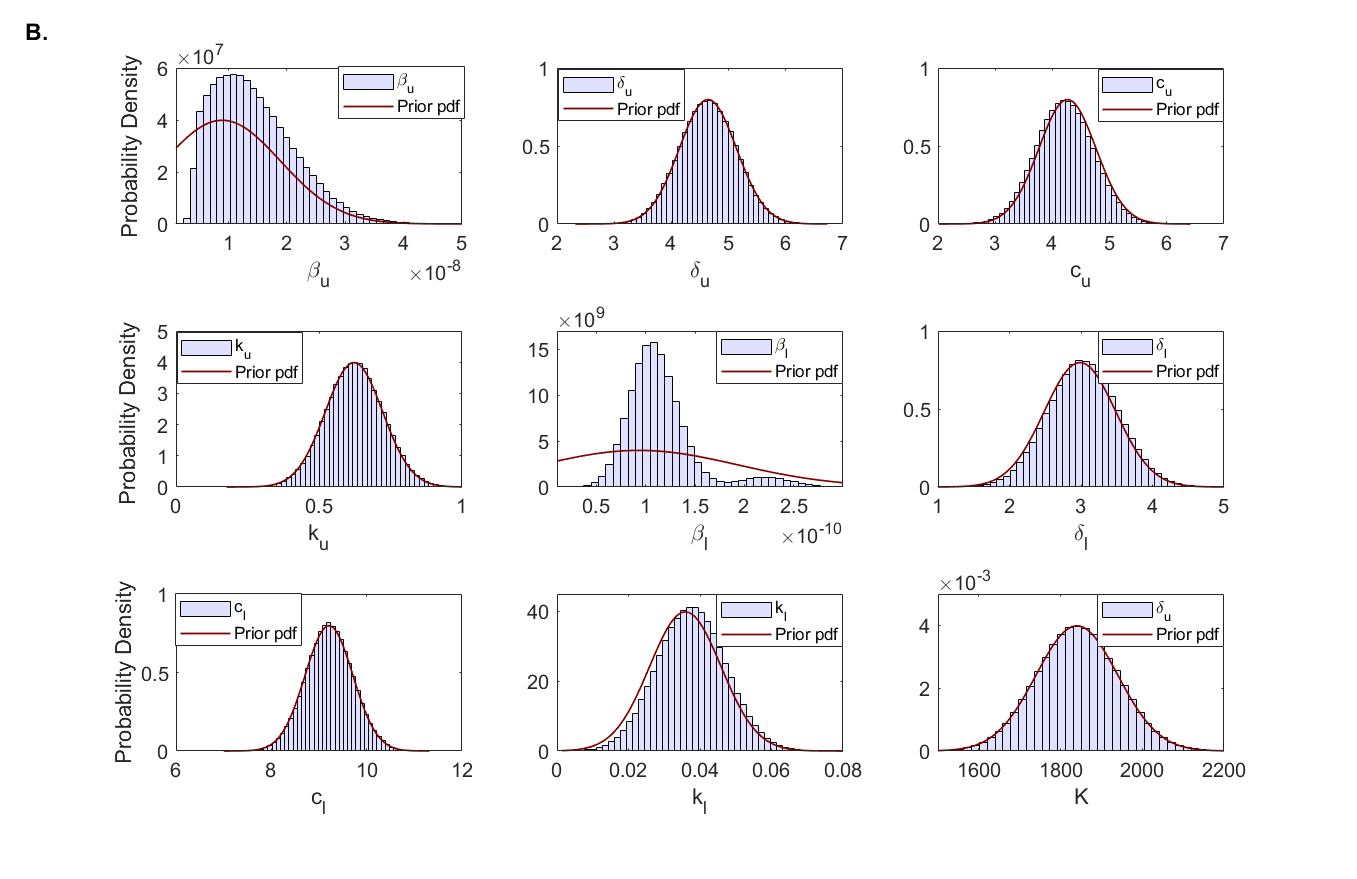 B.
×10^7
6
4
2
0
Probability Density
β_u
Prior pdf
1 2 3 4 5
×10^-8
β_u
1
0.5
0
δ_u
Prior pdf
2 3 4 5 6 7
δ_u
1
0.5
0
c_u
Prior pdf
2 3 4 5 6 7
c_u
5
4
3
2
1
0
Probability Density
k_u
Prior pdf
0 0.5 1
k_u
×10^9
15
10
5
0
β_l
Prior pdf
0.5 1 1.5 2 2.5
×10^-10
β_l
1
0.5
0
δ_l
Prior pdf
1 2 3 4 5
δ_l
1
0.5
0
Probability Density
c_l
Prior pdf
6 8 10 12
c_l
40
20
0
k_l
Prior pdf
0 0.02 0.04 0.06 0.08
k_l
×10^-3
4
2
0
δ_u
Prior pdf
1600 1800 2000 2200
K